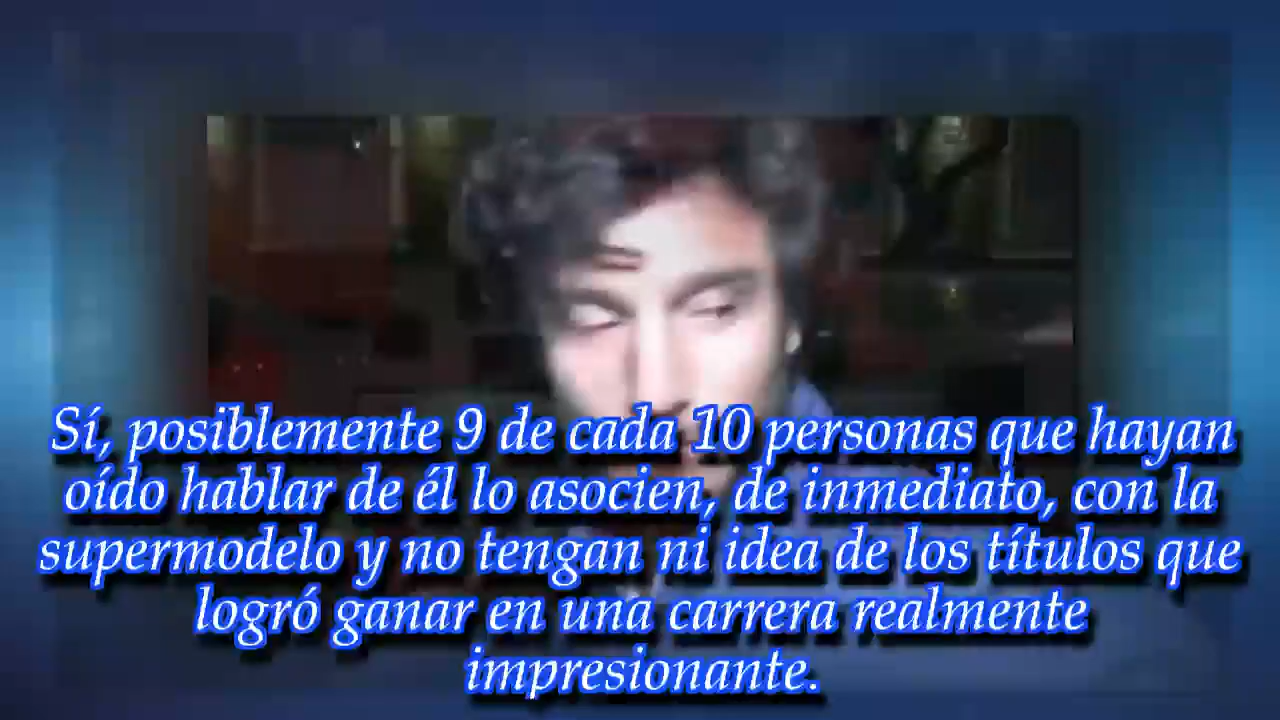 Sí, posiblemente 9 de cada 10 personas que hayan
oído hablar de él lo asocien, de inmediato, con la
supermodelo y no tengan ni idea de los títulos que
logró ganar en una carrera realmente
impresionante.